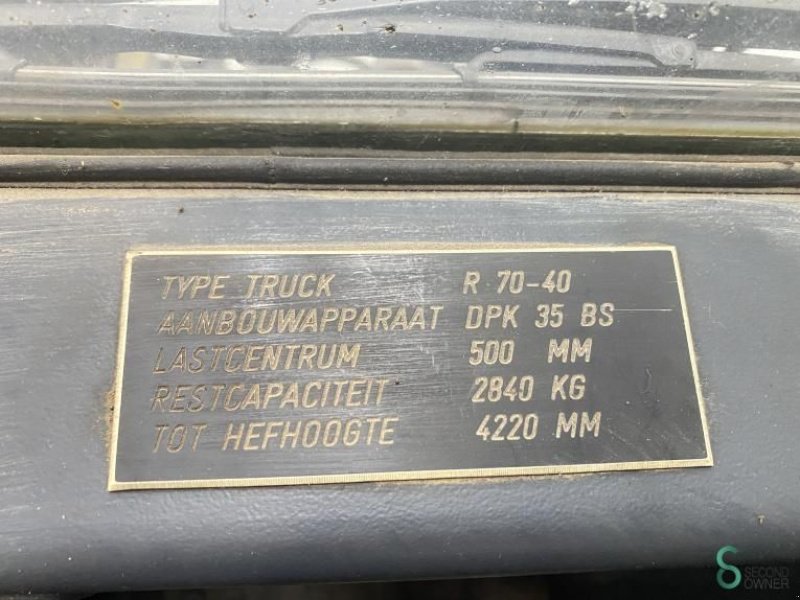 TYPE TRUCK R 70-40
AANBOUWAPPARAAT DPK 35 BS
LASTCENTRUM 500 MM
RESTCAPACITEIT 2840 KG
TOT HEFHOOGTE 4220 MM
SECOND
OWNER